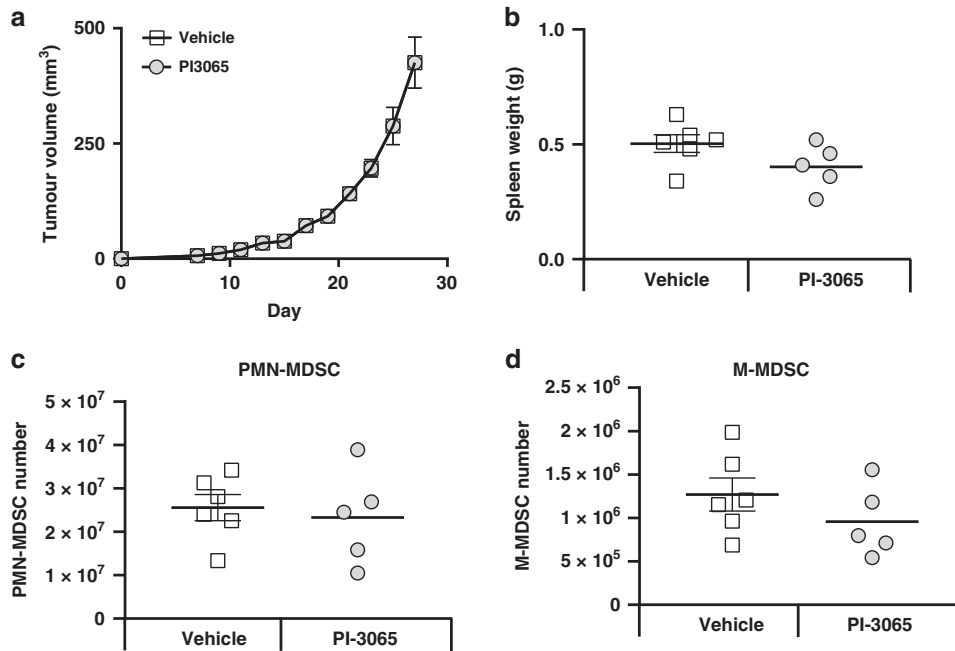 a
500
250
0
Tumour volume (mm³)
Vehicle
PI3065
0 10 20 30
Day
b
1.0
0.5
0.0
Spleen weight (g)
Vehicle PI-3065
c
PMN-MDSC
5 × 10⁷
4 × 10⁷
3 × 10⁷
2 × 10⁷
1 × 10⁷
0
PMN-MDSC number
Vehicle PI-3065
d
M-MDSC
2.5 × 10⁶
2 × 10⁶
1.5 × 10⁶
1 × 10⁶
5 × 10⁵
0
M-MDSC number
Vehicle PI-3065